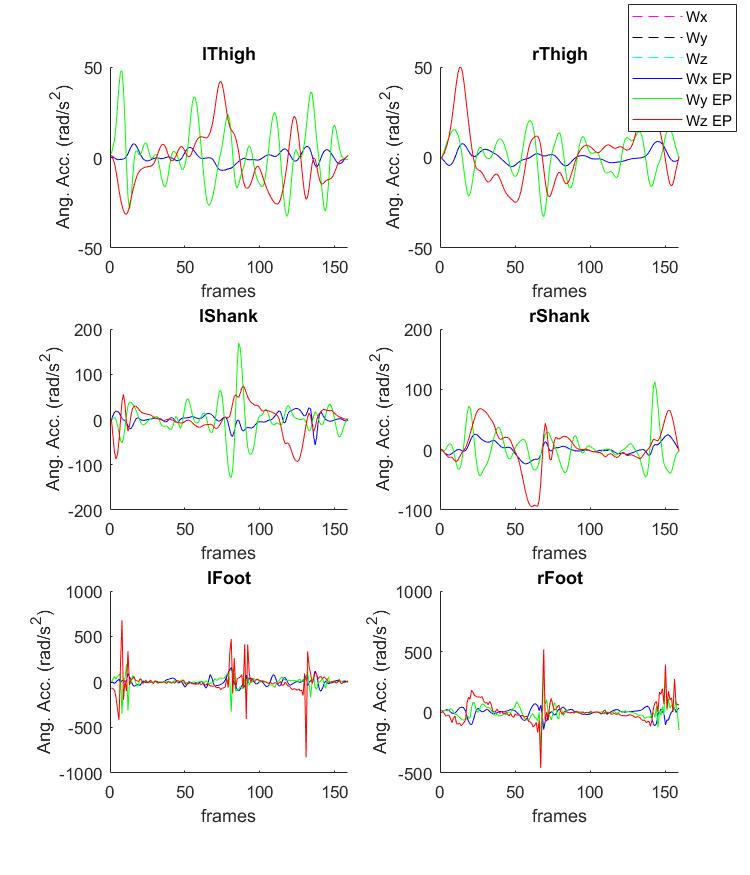 Wx
Wy
Wz
Wx EP
Wy EP
Wz EP
lThigh
50
0
-50
Ang. Acc. (rad/s²)
0 50 100 150
frames
rThigh
50
0
-50
Ang. Acc. (rad/s²)
0 50 100 150
frames
lShank
200
100
0
-100
-200
Ang. Acc. (rad/s²)
0 50 100 150
frames
rShank
200
100
0
-100
Ang. Acc. (rad/s²)
0 50 100 150
frames
lFoot
1000
500
0
-500
-1000
Ang. Acc. (rad/s²)
0 50 100 150
frames
rFoot
1000
500
0
-500
Ang. Acc. (rad/s²)
0 50 100 150
frames